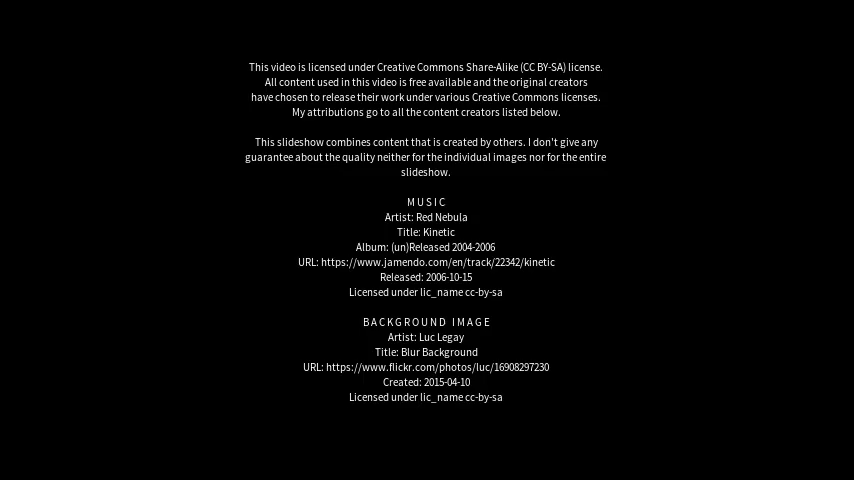 This video is licensed under Creative Commons Share-Alike (CC BY-SA) license.
All content used in this video is free available and the original creators
have chosen to release their work under various Creative Commons licenses.
My attributions go to all the content creators listed below.
This slideshow combines content that is created by others. I don't give any
guarantee about the quality neither for the individual images nor for the entire
slideshow.
M U S I C
Artist: Red Nebula
Title: Kinetic
Album: (un)Released 2004-2006
URL: https://www.jamendo.com/en/track/22342/kinetic
Released: 2006-10-15
Licensed under lic_name cc-by-sa
B A C K G R O U N D   I M A G E
Artist: Luc Legay
Title: Blur Background
URL: https://www.flickr.com/photos/luc/16908297230
Created: 2015-04-10
Licensed under lic_name cc-by-sa